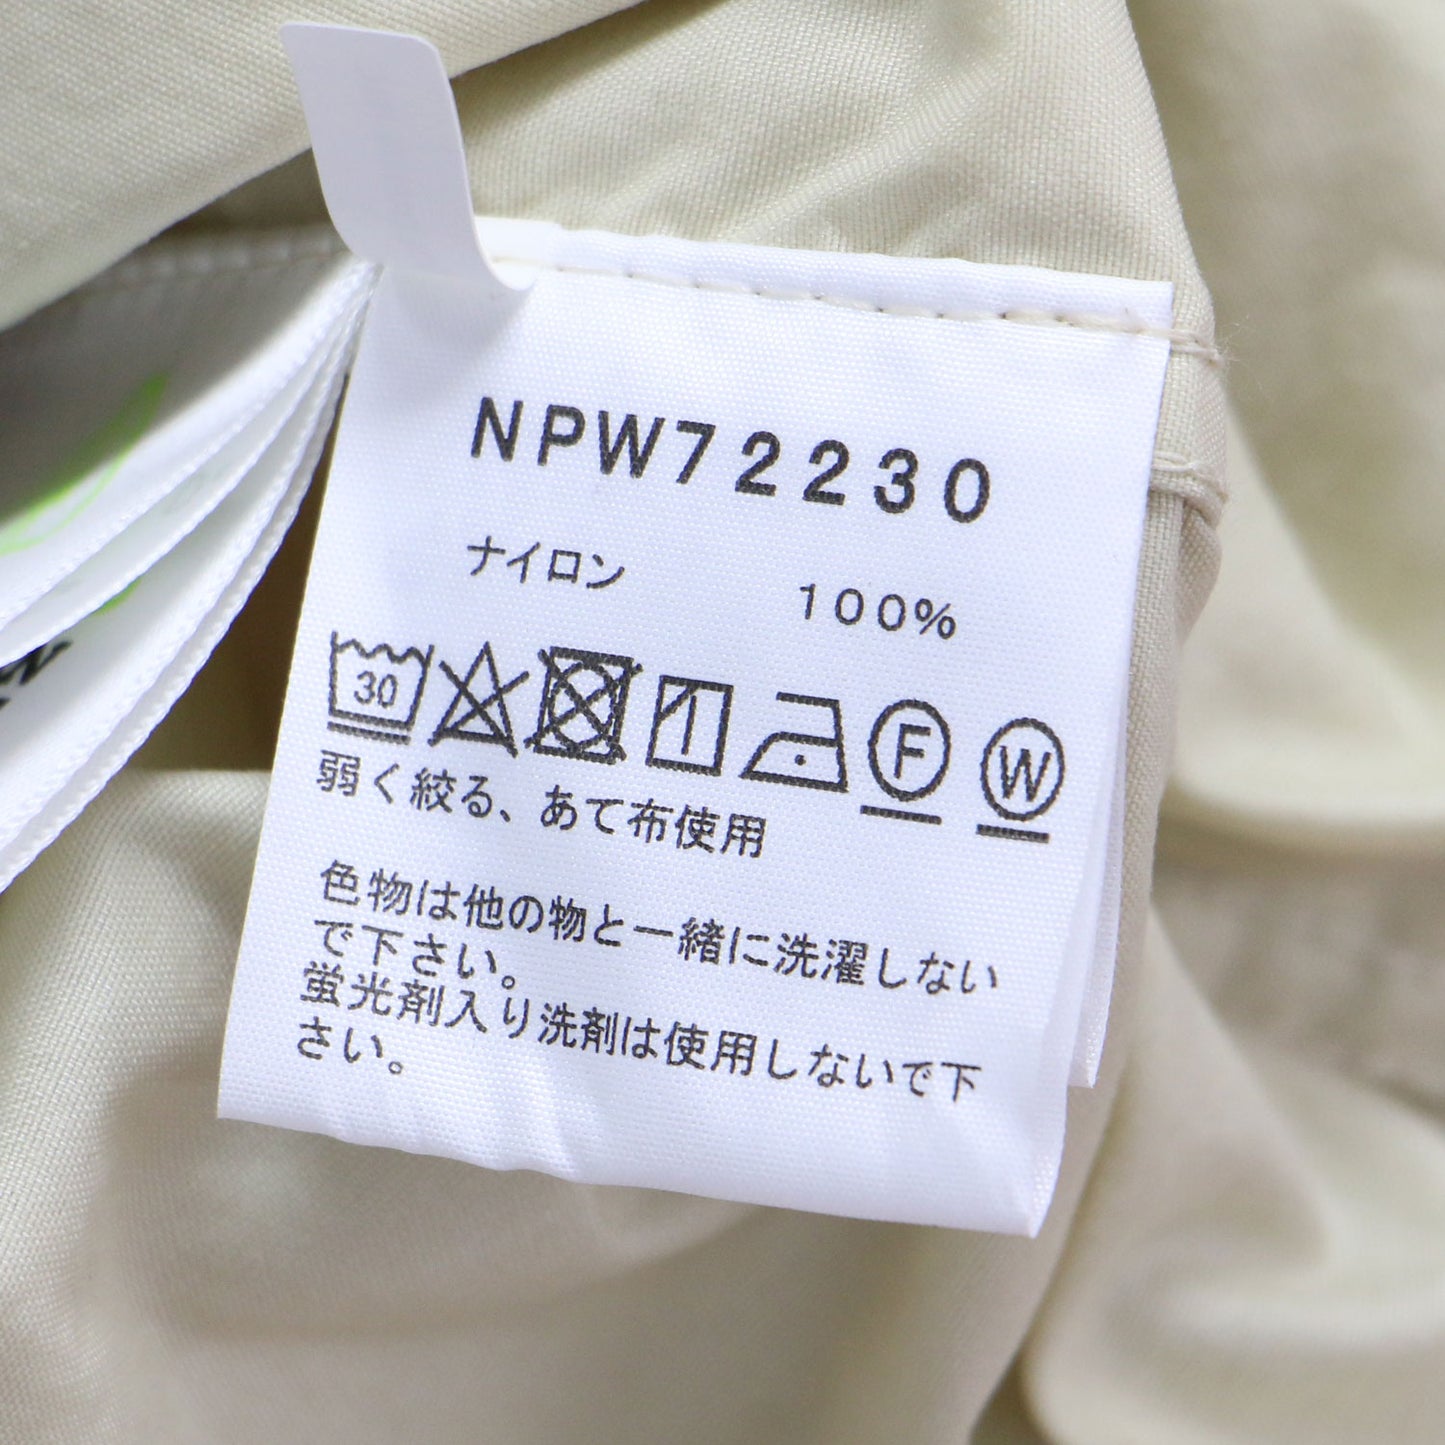 NPW72230
ナイロン 100%
30 F W
弱く絞る、あて布使用
色物は他の物と一緒に洗濯しない
で下さい。
蛍光剤入り洗剤は使用しないで下
さい。